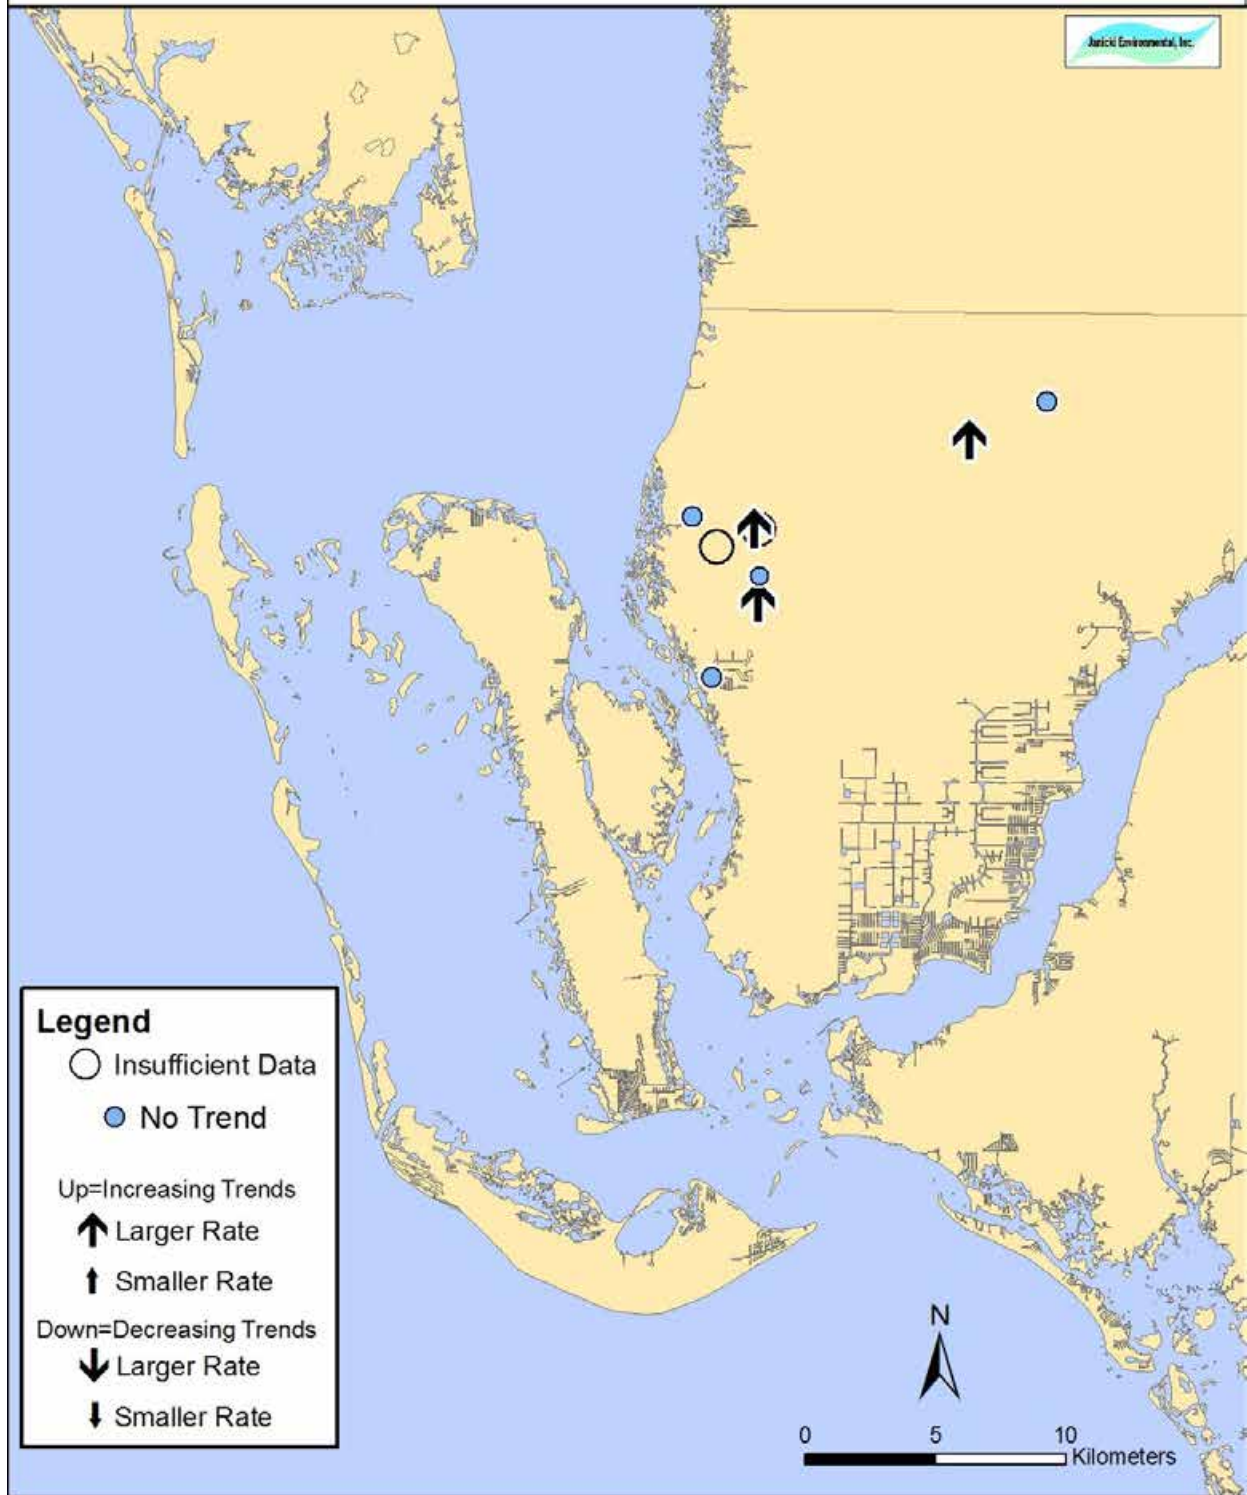 Janicki Environmental, Inc.
Legend
Insufficient Data
No Trend
Up=Increasing Trends
Larger Rate
Smaller Rate
Down=Decreasing Trends
Larger Rate
Smaller Rate
N
0 5 10
Kilometers